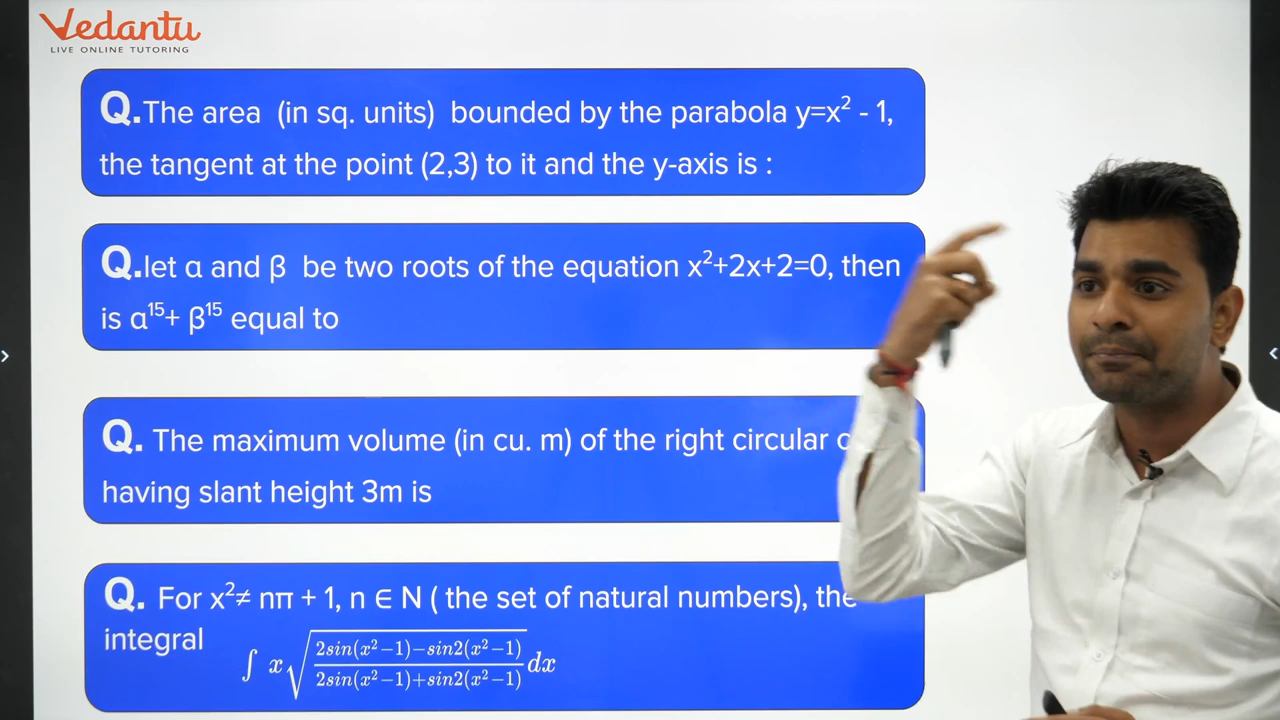 Vedantu
LIVE ONLINE TUTORING
Q.The area (in sq. units) bounded by the parabola y=x² - 1,
the tangent at the point (2,3) to it and the y-axis is :
Q.let α and β be two roots of the equation x²+2x+2=0, then
is α¹⁵+ β¹⁵ equal to
Q. The maximum volume (in cu. m) of the right circular
having slant height 3m is
Q. For x²≠ nπ + 1, n ∈ N ( the set of natural numbers), the
integral
∫ x√((2sin(x²−1)−sin2(x²−1))/(2sin(x²−1)+sin2(x²−1))) dx